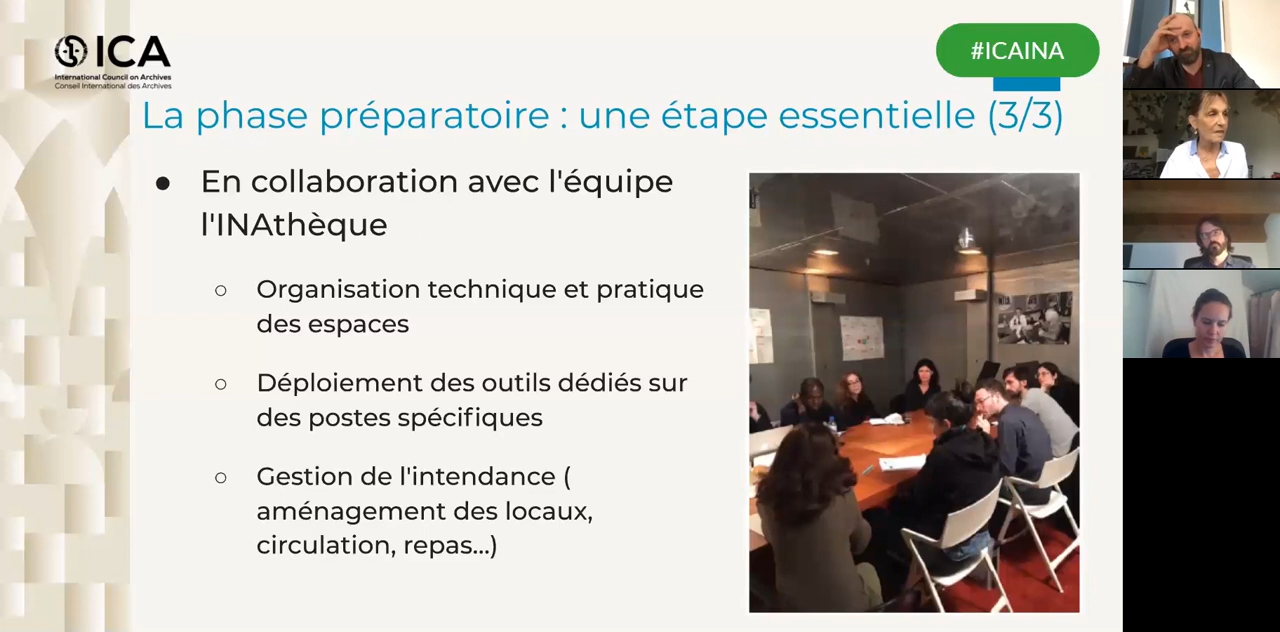 ICA
International Council on Archives
Conseil International des Archives
#ICAINA
La phase préparatoire : une étape essentielle (3/3)
● En collaboration avec l'équipe
l'INAthèque
○ Organisation technique et pratique
des espaces
○ Déploiement des outils dédiés sur
des postes spécifiques
○ Gestion de l'intendance (
aménagement des locaux,
circulation, repas...)